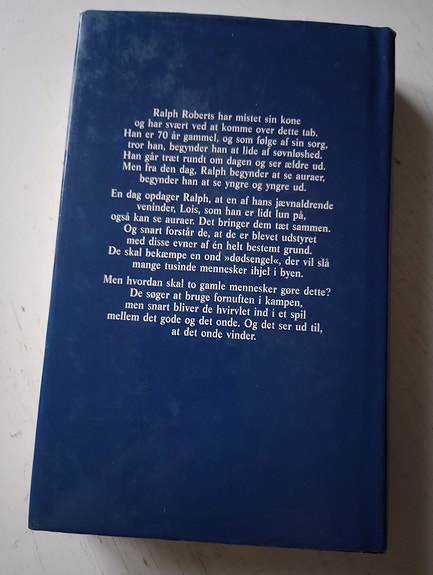 Ralph Roberts har mistet sin kone
og har svært ved at komme over dette tab.
Han er 70 år gammel, og som følge af sin sorg,
tror han, begynder han at lide af søvnløshed.
Han går træt rundt om dagen og ser ældre ud.
Men fra den dag, Ralph begynder at se auraer,
begynder han at se yngre og yngre ud.
En dag opdager Ralph, at en af hans jævnaldrende
veninder, Lois, som han er lidt lun på,
også kan se auraer. Det bringer dem tæt sammen.
Og snart forstår de, at de er blevet udstyret
med disse evner af én helt bestemt grund.
De skal bekæmpe en ond »dødsengel«, der vil slå
mange tusinde mennesker ihjel i byen.
Men hvordan skal to gamle mennesker gøre dette?
De søger at bruge fornuften i kampen,
men snart bliver de hvirvlet ind i et spil
mellem det gode og det onde. Og det ser ud til,
at det onde vinder.